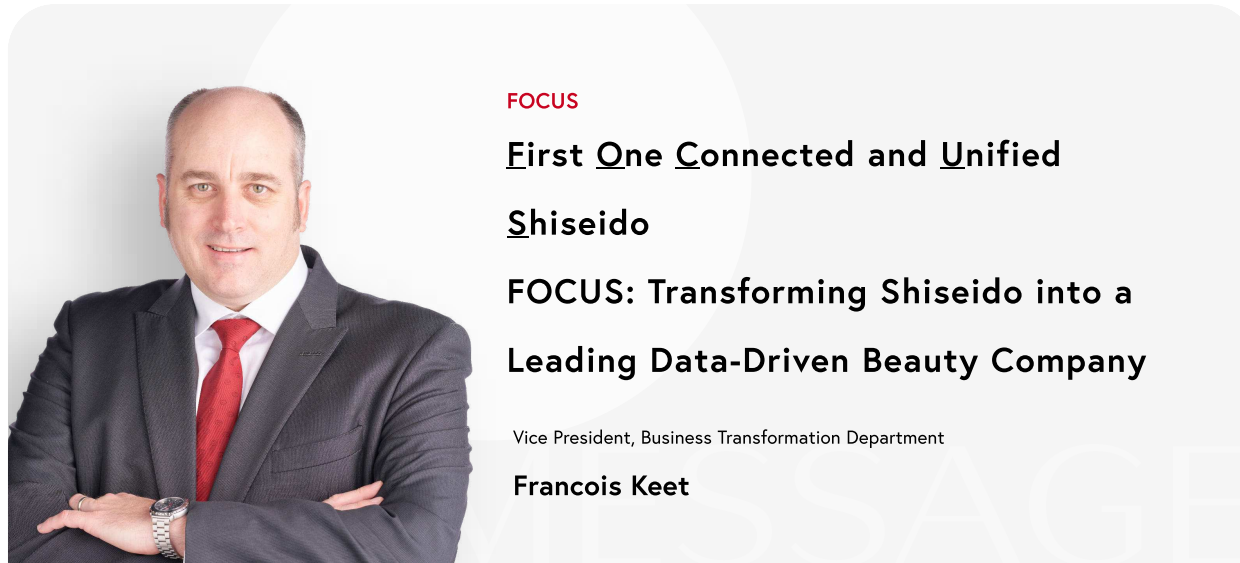 FOCUS
First One Connected and Unified
Shiseido
FOCUS: Transforming Shiseido into a
Leading Data-Driven Beauty Company
Vice President, Business Transformation Department
Francois Keet
MESSAGE